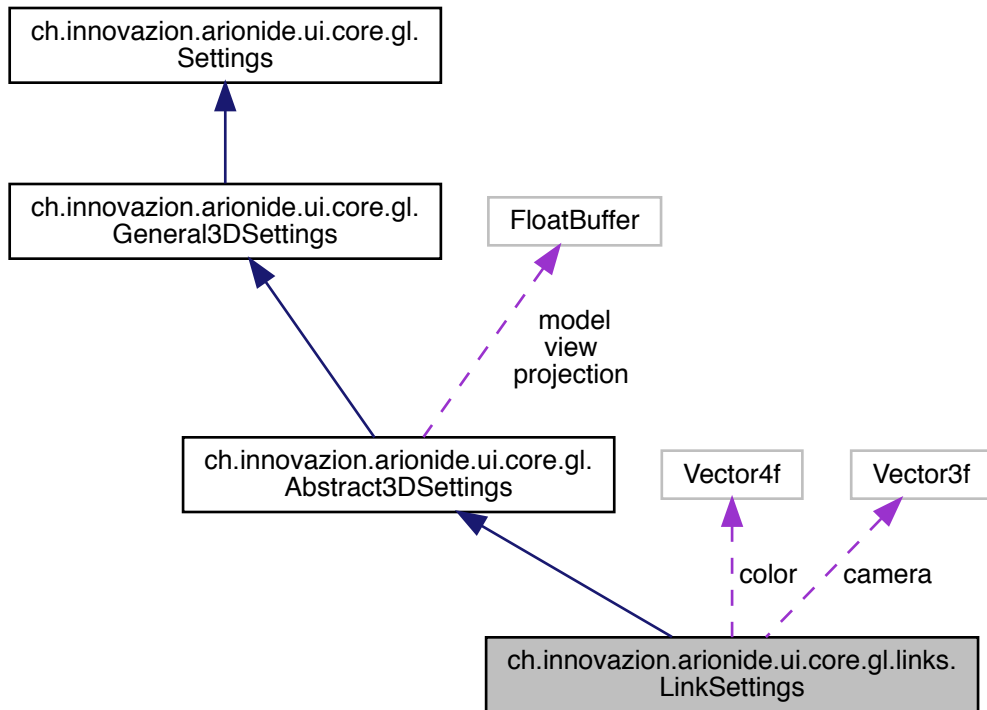 ch.innovazion.arionide.ui.core.gl.
Settings
ch.innovazion.arionide.ui.core.gl.
General3DSettings
FloatBuffer
model
view
projection
ch.innovazion.arionide.ui.core.gl.
Abstract3DSettings
Vector4f
Vector3f
color
camera
ch.innovazion.arionide.ui.core.gl.links.
LinkSettings